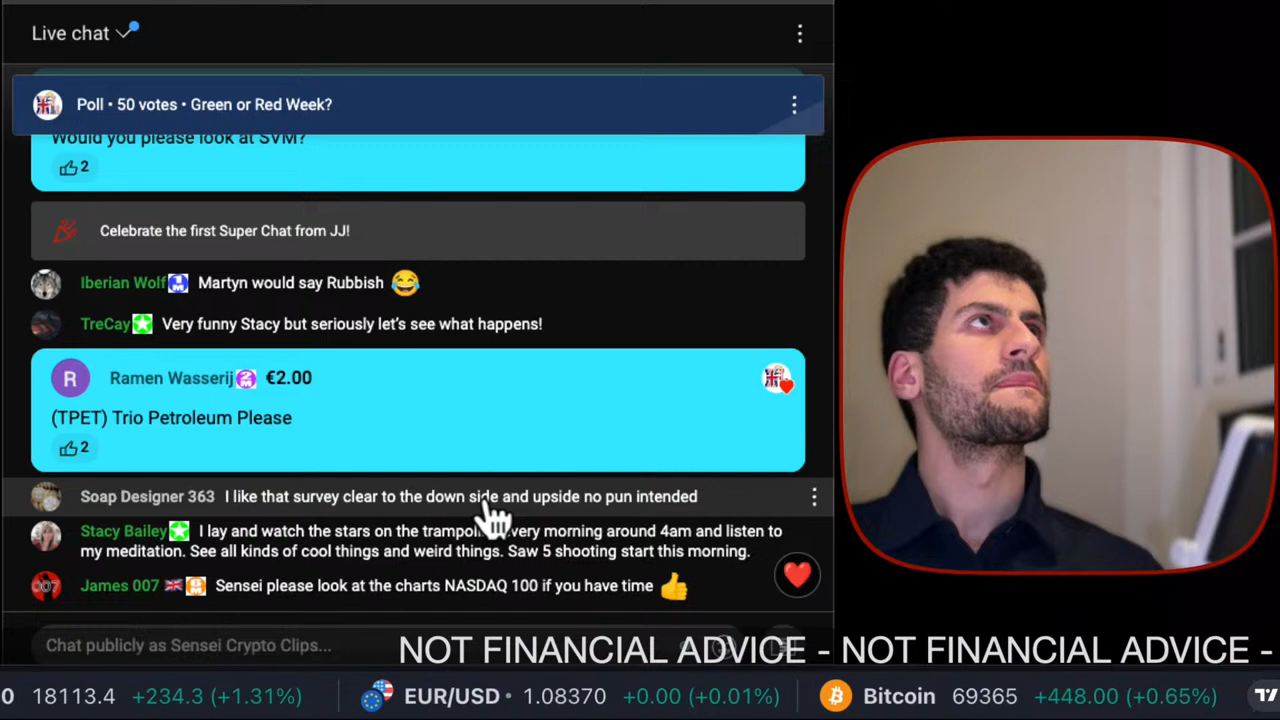 Live chat
Poll • 50 votes • Green or Red Week?
Would you please look at SVM?
2
Celebrate the first Super Chat from JJ!
Iberian Wolf Martyn would say Rubbish 😂
TreCay Very funny Stacy but seriously let's see what happens!
R Ramen Wasserij €2.00
(TPET) Trio Petroleum Please
2
Soap Designer 363 I like that survey clear to the down side and upside no pun intended
Stacy Bailey I lay and watch the stars on the every morning around 4am and listen to
my meditation. See all kinds of cool things and weird things. Saw 5 shooting start this morning.
James 007 🇬🇧 Sensei please look at the charts NASDAQ 100 if you have time 👍
Chat publicly as Sensei Crypto Clips...
NOT FINANCIAL ADVICE - NOT FINANCIAL ADVICE -
0 18113.4 +234.3 (+1.31%) EUR/USD • 1.08370 +0.00 (+0.01%) Bitcoin 69365 +448.00 (+0.65%)